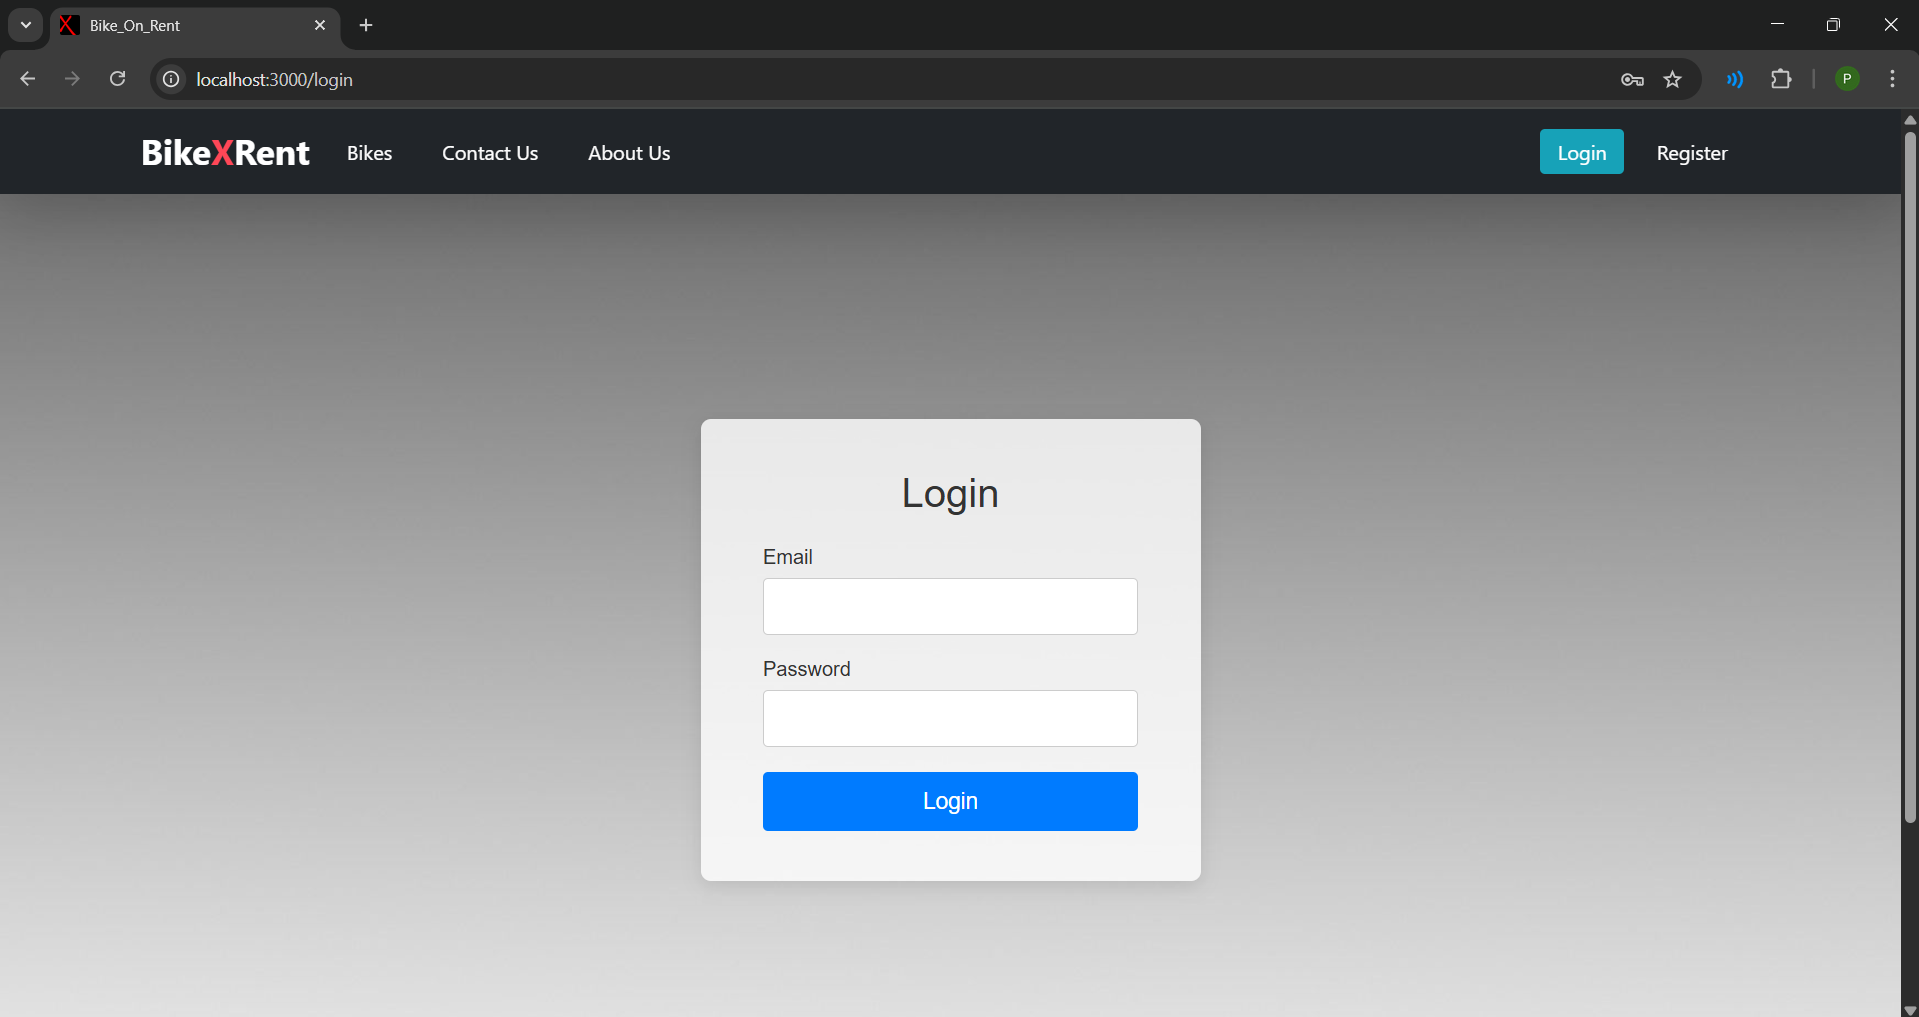 Bike_On_Rent
localhost:3000/login
P
BikeXRent Bikes Contact Us About Us Login Register
Login
Email
Password
Login